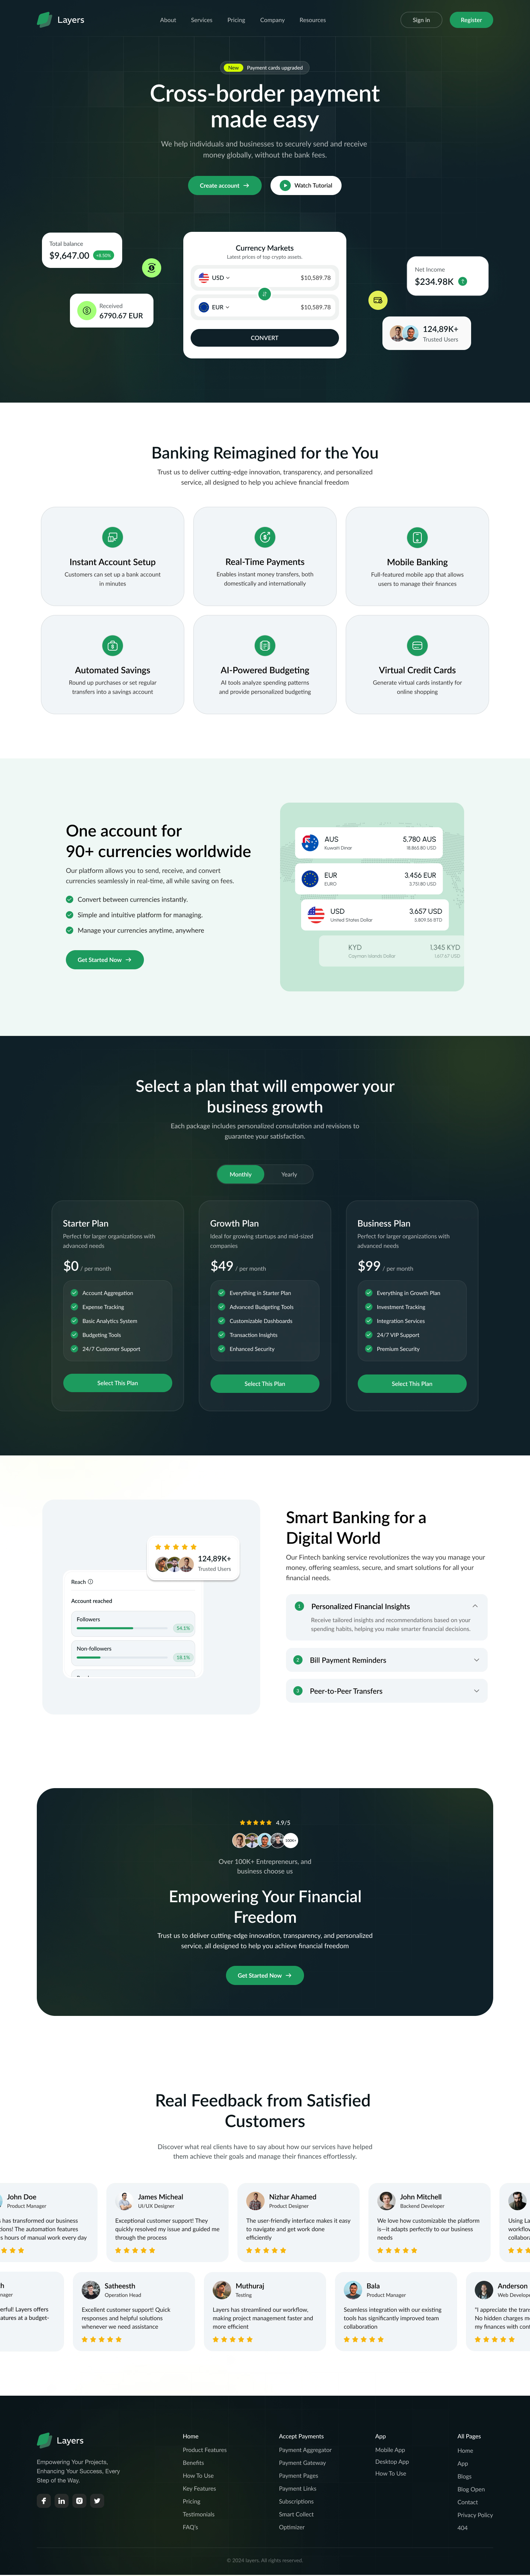 Layers
About Services Pricing Company Resources
Sign in
Register
New Payment cards upgraded
Cross-border payment
made easy
We help individuals and businesses to securely send and receive
money globally, without the bank fees.
Create account
Watch Tutorial
Total balance
$9,647.00
Received
6790.67 EUR
Currency Markets
Latest prices of top crypto assets.
USD $10,589.78
EUR $10,589.78
CONVERT
Net Income
$234.98K
124,89K+
Trusted Users
Banking Reimagined for the You
Trust us to deliver cutting-edge innovation, transparency, and personalized
service, all designed to help you achieve financial freedom
Instant Account Setup
Customers can set up a bank account
in minutes
Real-Time Payments
Enables instant money transfers, both
domestically and internationally
Mobile Banking
Full-featured mobile app that allows
users to manage their finances
Automated Savings
Round up purchases or set regular
transfers into a savings account
AI-Powered Budgeting
AI tools analyze spending patterns
and provide personalized budgeting
Virtual Credit Cards
Generate virtual cards instantly for
online shopping
One account for
90+ currencies worldwide
Our platform allows you to send, receive, and convert
currencies seamlessly in real-time, all while saving on fees.
Convert between currencies instantly.
Simple and intuitive platform for managing.
Manage your currencies anytime, anywhere
Get Started Now
AUS 5.780 AUS
Kuwaiti Dinar
EUR 3.456 EUR
EURO
USD 3.657 USD
United States Dollar
KYD 1.345 KYD
Cayman Islands Dollar
Select a plan that will empower your
business growth
Each package includes personalized consultation and revisions to
guarantee your satisfaction.
Monthly Yearly
Starter Plan
Perfect for larger organizations with
advanced needs
$0 / per month
Account Aggregation
Expense Tracking
Basic Analytics System
Budgeting Tools
24/7 Customer Support
Select This Plan
Growth Plan
Ideal for growing startups and mid-sized
companies
$49 / per month
Everything in Starter Plan
Advanced Budgeting Tools
Customizable Dashboards
Transaction Insights
Enhanced Security
Select This Plan
Business Plan
Perfect for larger organizations with
advanced needs
$99 / per month
Everything in Growth Plan
Investment Tracking
Integration Services
24/7 VIP Support
Premium Security
Select This Plan
124,89K+
Trusted Users
Reach
Account reached
Followers
54.1%
Non-followers
18.1%
Smart Banking for a
Digital World
Our Fintech banking service revolutionizes the way you manage your
money, offering seamless, secure, and smart solutions for all your
financial needs.
1 Personalized Financial Insights
Receive tailored insights and recommendations based on your
spending habits, helping you make smarter financial decisions.
2 Bill Payment Reminders
3 Peer-to-Peer Transfers
4.9/5
100K+
Over 100K+ Entrepreneurs, and
business choose us
Empowering Your Financial
Freedom
Trust us to deliver cutting-edge innovation, transparency, and personalized
service, all designed to help you achieve financial freedom
Get Started Now
Real Feedback from Satisfied
Customers
Discover what real clients have to say about how our services have helped
them achieve their goals and manage their finances effortlessly.
John Doe
Product Manager
has transformed our business
The automation features
hours of manual work every day
James Micheal
UI/UX Designer
Exceptional customer support! They
quickly resolved my issue and guided me
through the process
Nizhar Ahamed
Product Designer
The user-friendly interface makes it easy
to navigate and get work done
efficiently
John Mitchell
Backend Developer
We love how customizable the platform
is—it adapts perfectly to our business
needs
Using
Layers offers
at a budget-
Satheesth
Operation Head
Excellent customer support! Quick
responses and helpful solutions
whenever we need assistance
Muthuraj
Testing
Layers has streamlined our workflow,
making project management faster and
more efficient
Bala
Product Manager
Seamless integration with our existing
tools has significantly improved team
collaboration
Anderson
"I appreciate the
No hidden charges
my finances with
Layers
Empowering Your Projects,
Enhancing Your Success, Every
Step of the Way.
Home
Product Features
Benefits
How To Use
Key Features
Pricing
Testimonials
FAQ's
Accept Payments
Payment Aggregator
Payment Gateway
Payment Pages
Payment Links
Subscriptions
Smart Collect
Optimizer
App
Mobile App
Desktop App
How To Use
All Pages
Home
App
Blogs
Blog Open
Contact
Privacy Policy
404
© 2024 layers. All rights reserved.